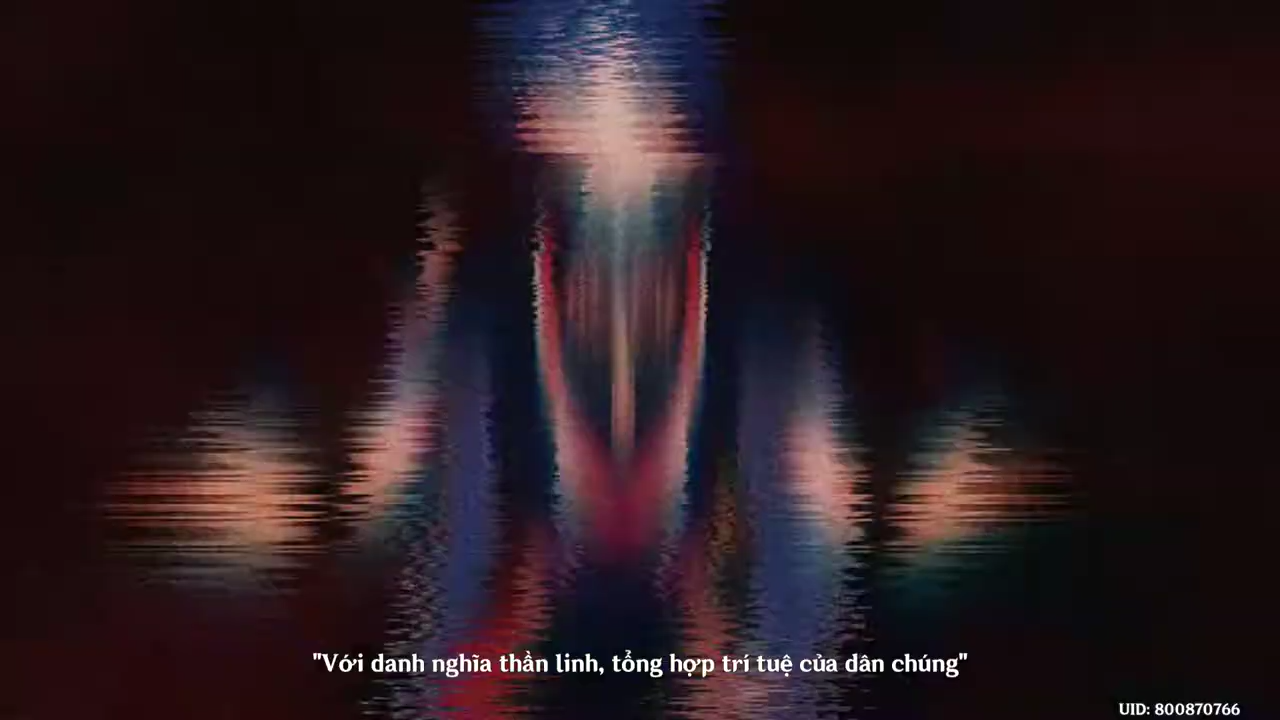 "Với danh nghĩa thần linh, tổng hợp trí tuệ của dân chúng"
UID: 800870766